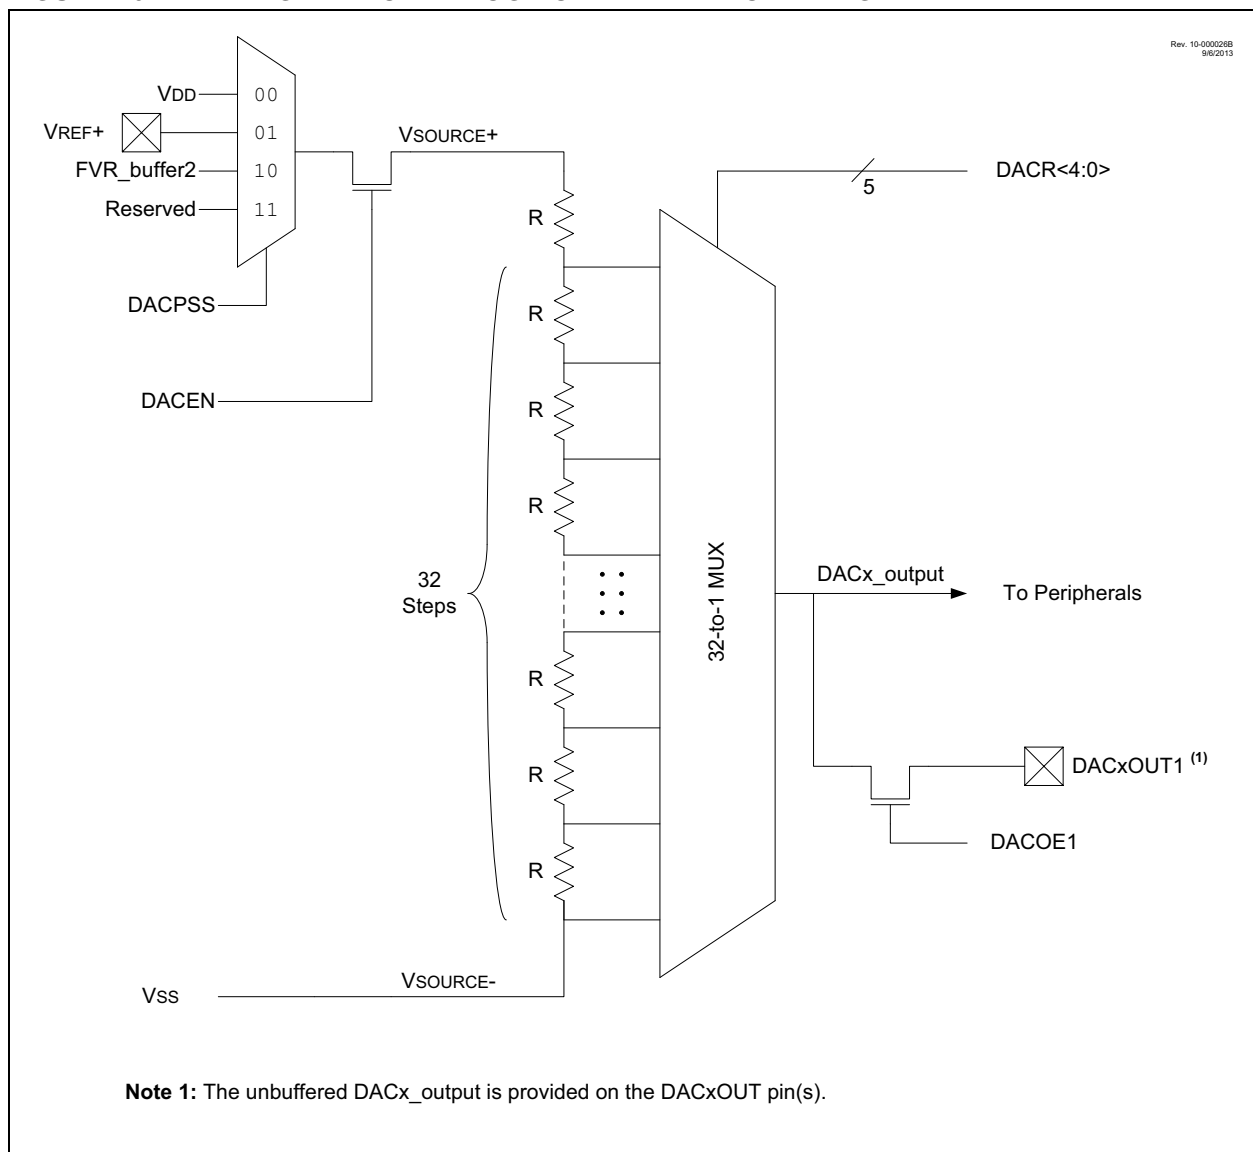 Rev. 10-000026B
9/6/2013
VDD
00
VREF+
01
VSOURCE+
FVR_buffer2
10
DACR<4:0>
5
Reserved
11
R
DACPSS
R
DACEN
R
R
32
Steps
32-to-1 MUX
DACx_output
To Peripherals
R
R
DACxOUT1 (1)
DACOE1
R
VSOURCE-
VSS
Note 1: The unbuffered DACx_output is provided on the DACxOUT pin(s).